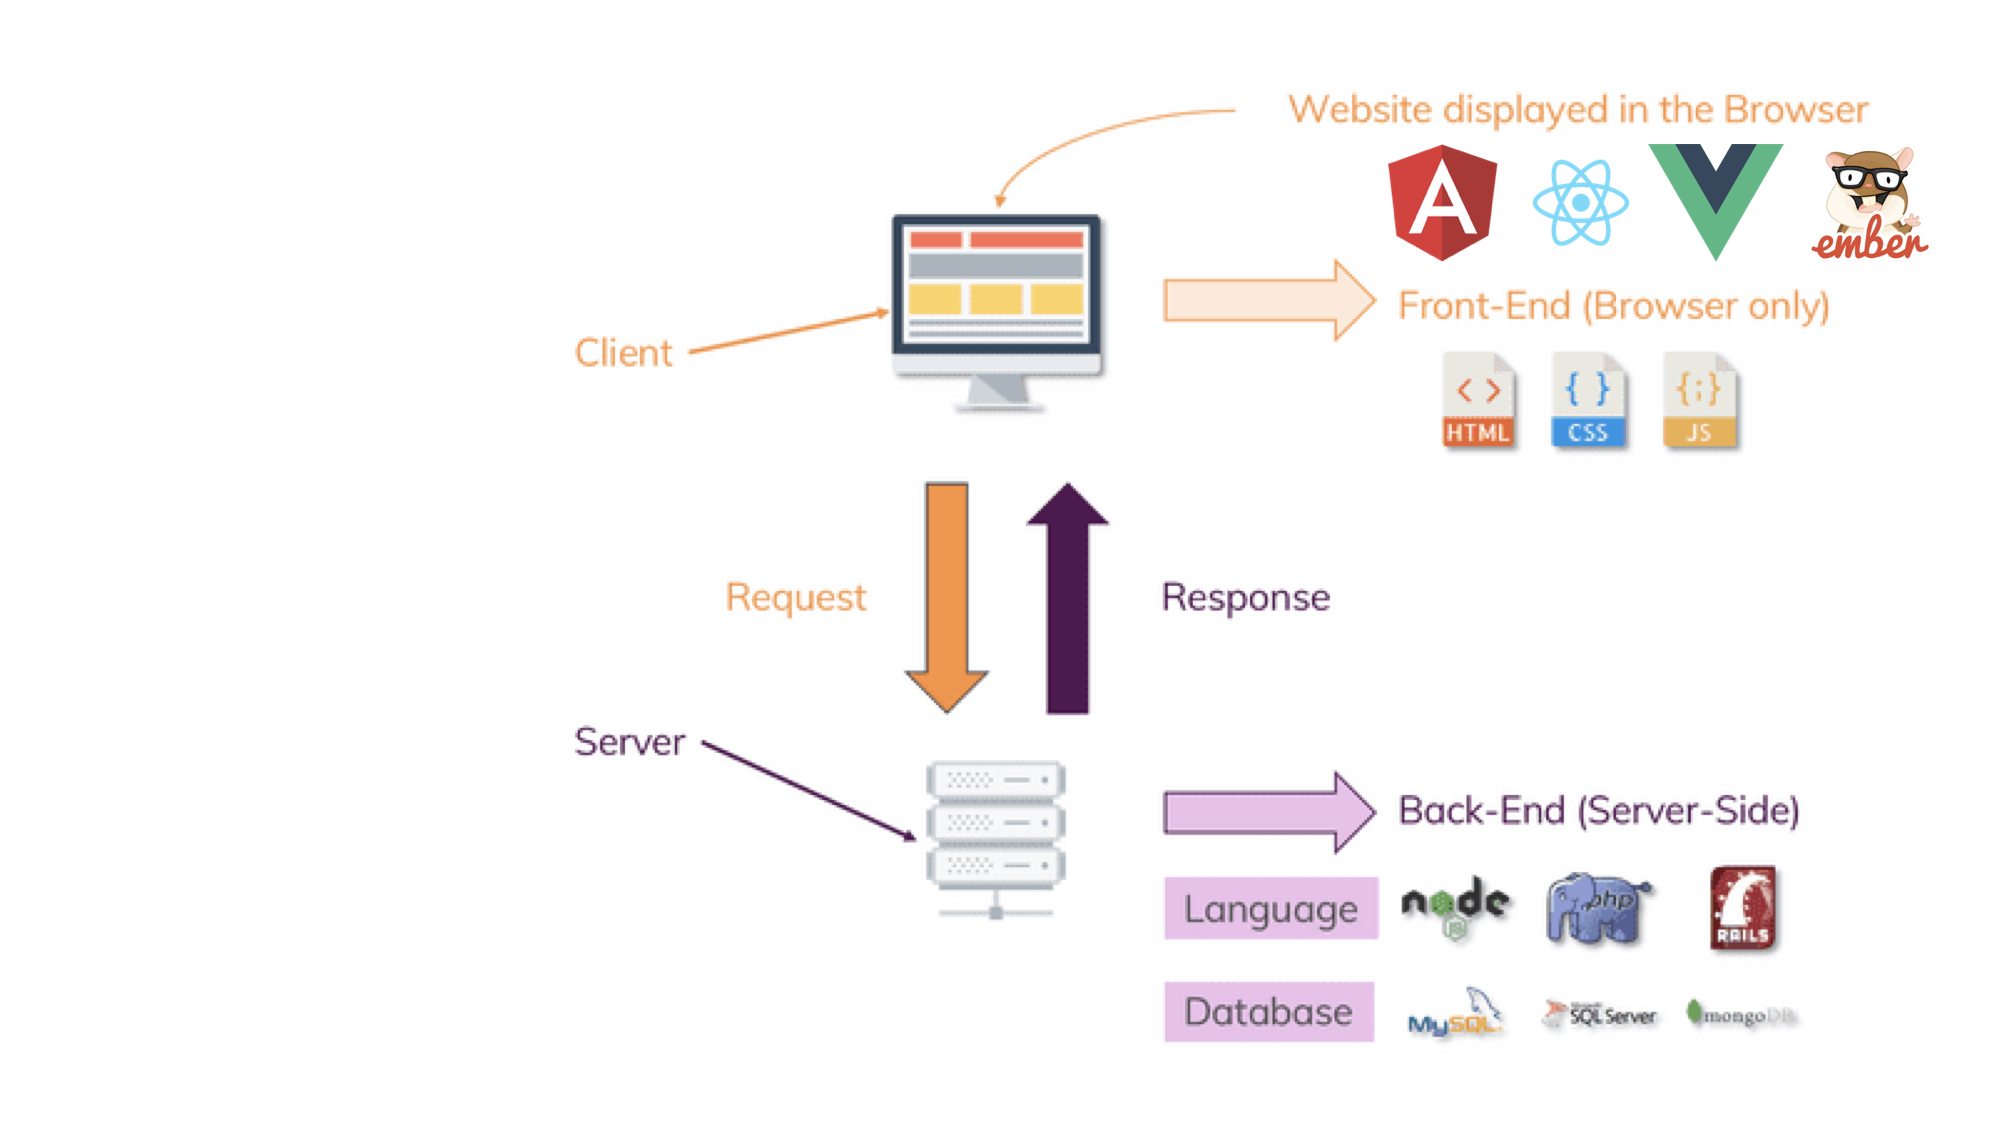 Website displayed in the Browser
ember
Front-End (Browser only)
Client
< >
{ }
{;}
HTML
CSS
JS
Request
Response
Server
Back-End (Server-Side)
Language
node
JS
php
RAILS
Database
MySQL
SQL Server
mongoDB